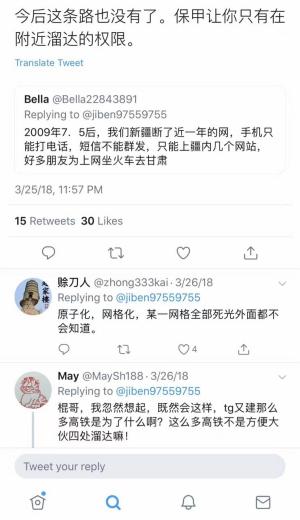 今后这条路也没有了。保甲让你只有在
附近溜达的权限。
Translate Tweet
Bella @Bella22843891
Replying to @jiben97559755
2009年7．5后，我们新疆断了近一年的网，手机只
能打电话，短信不能群发，只能上疆内几个网站，
好多朋友为上网坐火车去甘肃
3/25/18, 11:57 PM
15 Retweets 30 Likes
赊刀人 @zhong333kai · 3/26/18
Replying to @jiben97559755
原子化，网格化，某一网格全部死光外面都不
会知道。
4
May @MaySh188 · 3/26/18
Replying to @jiben97559755
棍哥，我忽然想起，既然会这样，tg又建那么
多高铁是为了什么啊？这么多高铁不是方便大
伙四处溜达嘛！
Tweet your reply